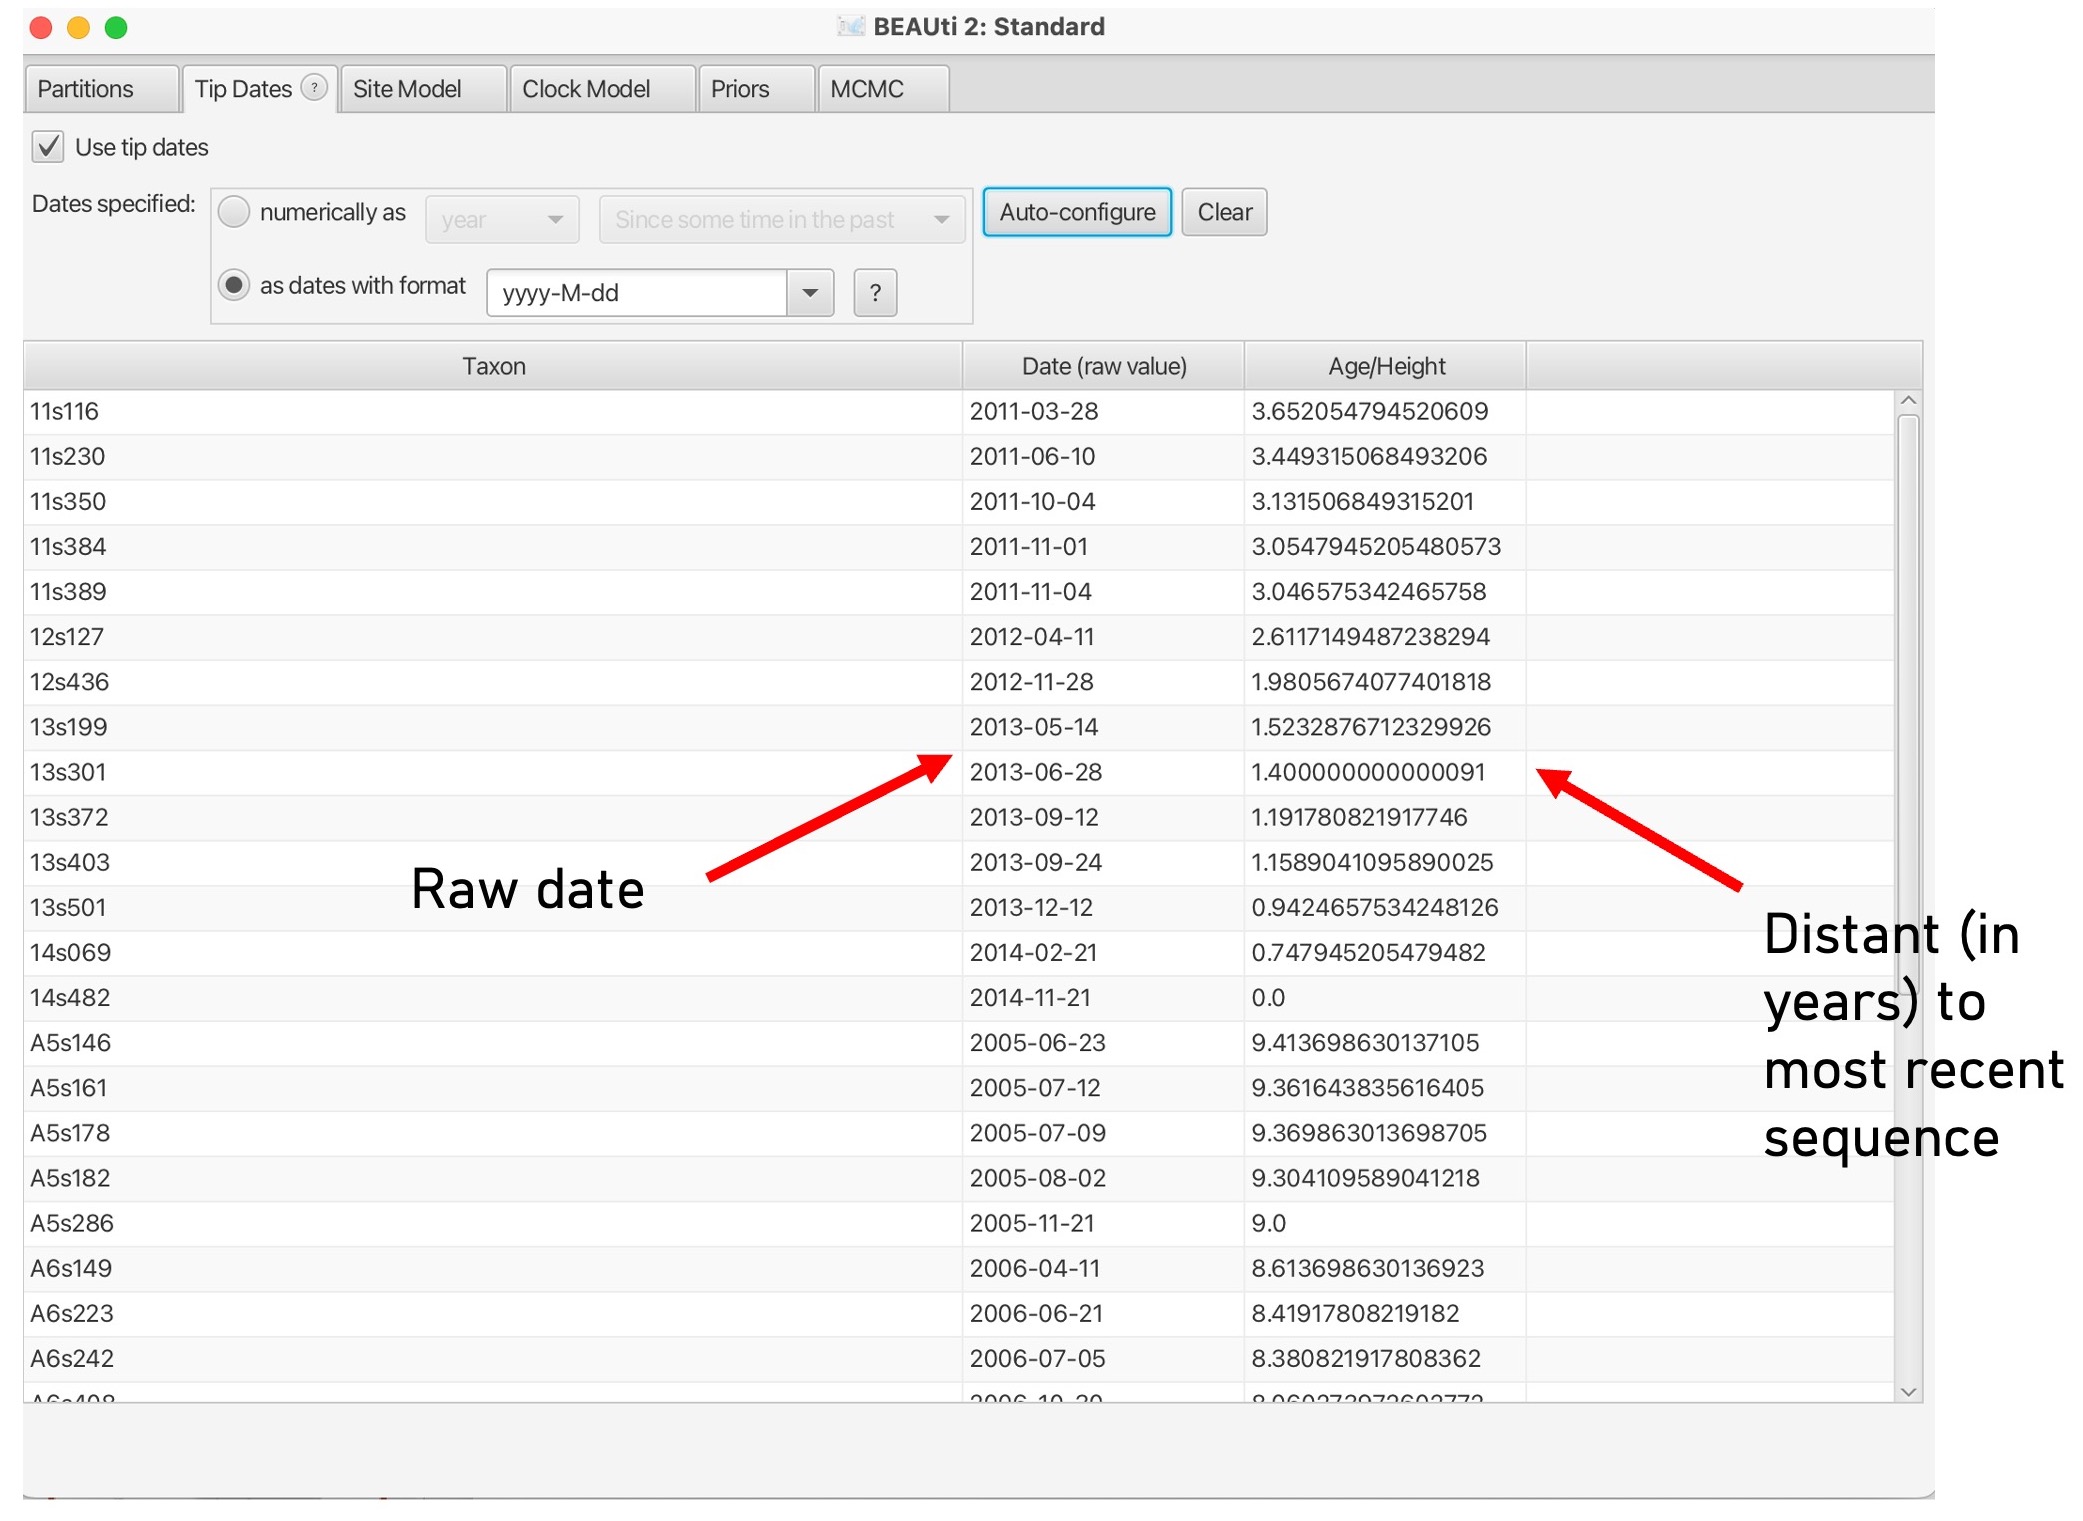 BEAUti 2: Standard
Partitions Tip Dates ? Site Model Clock Model Priors MCMC
Use tip dates
Dates specified: numerically as year Since some time in the past Auto-configure Clear
as dates with format yyyy-M-dd ?
Taxon Date (raw value) Age/Height
11s116 2011-03-28 3.652054794520609
11s230 2011-06-10 3.449315068493206
11s350 2011-10-04 3.131506849315201
11s384 2011-11-01 3.0547945205480573
11s389 2011-11-04 3.046575342465758
12s127 2012-04-11 2.6117149487238294
12s436 2012-11-28 1.9805674077401818
13s199 2013-05-14 1.5232876712329926
13s301 2013-06-28 1.400000000000091
13s372 2013-09-12 1.191780821917746
13s403 2013-09-24 1.1589041095890025
13s501 2013-12-12 0.9424657534248126
14s069 2014-02-21 0.747945205479482
14s482 2014-11-21 0.0
A5s146 2005-06-23 9.413698630137105
A5s161 2005-07-12 9.361643835616405
A5s178 2005-07-09 9.369863013698705
A5s182 2005-08-02 9.304109589041218
A5s286 2005-11-21 9.0
A6s149 2006-04-11 8.613698630136923
A6s223 2006-06-21 8.41917808219182
A6s242 2006-07-05 8.380821917808362
Raw date
Distant (in
years) to
most recent
sequence